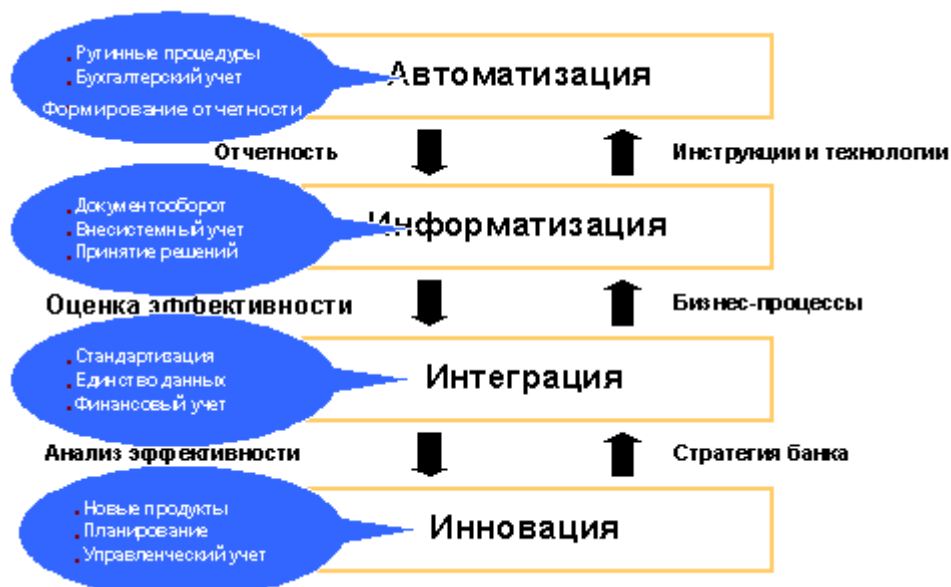 Рутинные процедуры
Бухгалтерский учет
Формирование отчетности
Автоматизация
Отчетность
Инструкции и технологии
Документооборот
Внесистемный учет
Принятие решений
Информатизация
Оценка эффективности
Бизнес-процессы
Стандартизация
Единство данных
Финансовый учет
Интеграция
Анализ эффективности
Стратегия банка
Новые продукты
Планирование
Управленческий учет
Инновация